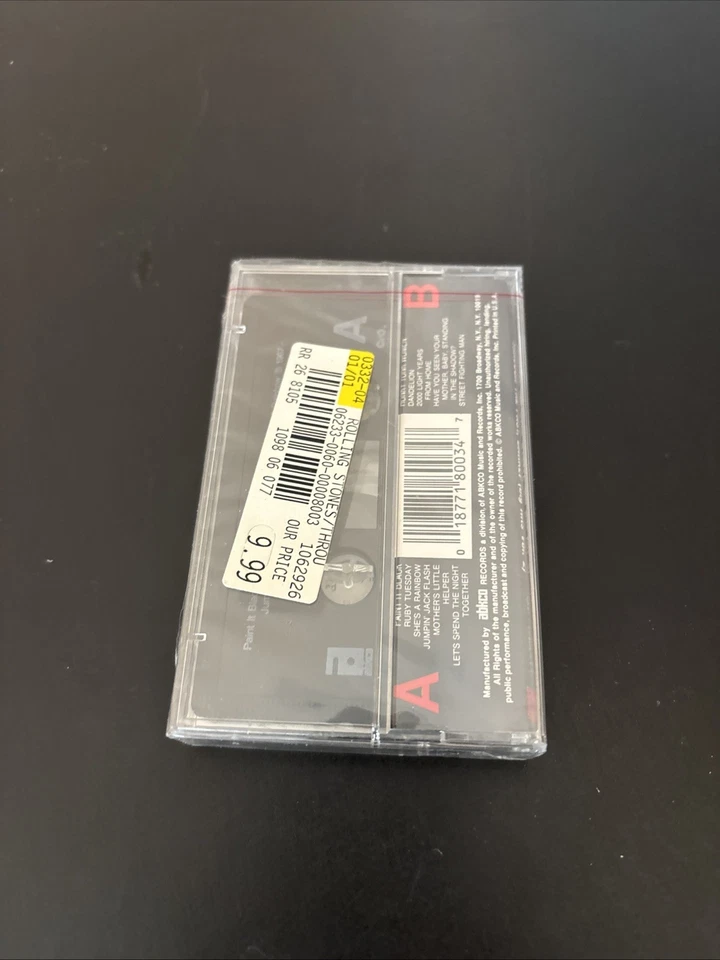 0332-04
01/01
ROLLING STONES/THROU
06233-0060-00008003
1062926
RR 26 8105
1098 06 077
OUR PRICE
9.99
A
Paint It
B
DANDELION
2000 LIGHT YEARS
FROM HOME
HAVE YOU SEEN YOUR
MOTHER, BABY, STANDING
IN THE SHADOW?
STREET FIGHTING MAN
0 18771 80034 7
A
PAINT IT BLACK
RUBY TUESDAY
SHE'S A RAINBOW
JUMPIN' JACK FLASH
MOTHER'S LITTLE
HELPER
LET'S SPEND THE NIGHT
TOGETHER
Manufactured by abkco RECORDS a division of ABKCO Music and Records, Inc. 1700 Broadway, N.Y., N.Y. 10019
All Rights of the manufacturer and of the owner of the recorded works reserved. Unauthorised hiring, lending,
public performance, broadcast and copying of this record prohibited. © ABKCO Music and Records, Inc. Printed in U.S.A.